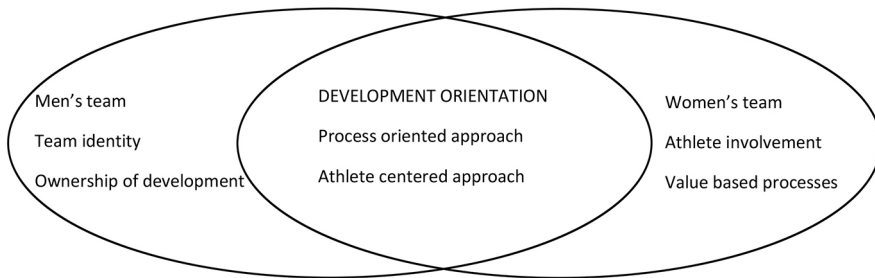 Men's team
Team identity
Ownership of development
DEVELOPMENT ORIENTATION
Process oriented approach
Athlete centered approach
Women's team
Athlete involvement
Value based processes